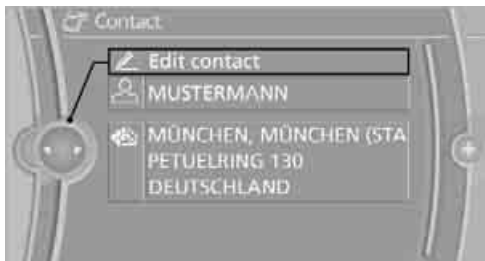 Contact
Edit contact
MUSTERMANN
MÜNCHEN, MÜNCHEN (STA
PETUELRING 130
DEUTSCHLAND